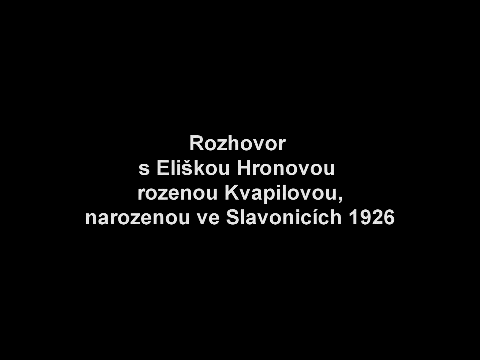 Rozhovor
s Eliškou Hronovou
rozenou Kvapilovou,
narozenou ve Slavonicích 1926